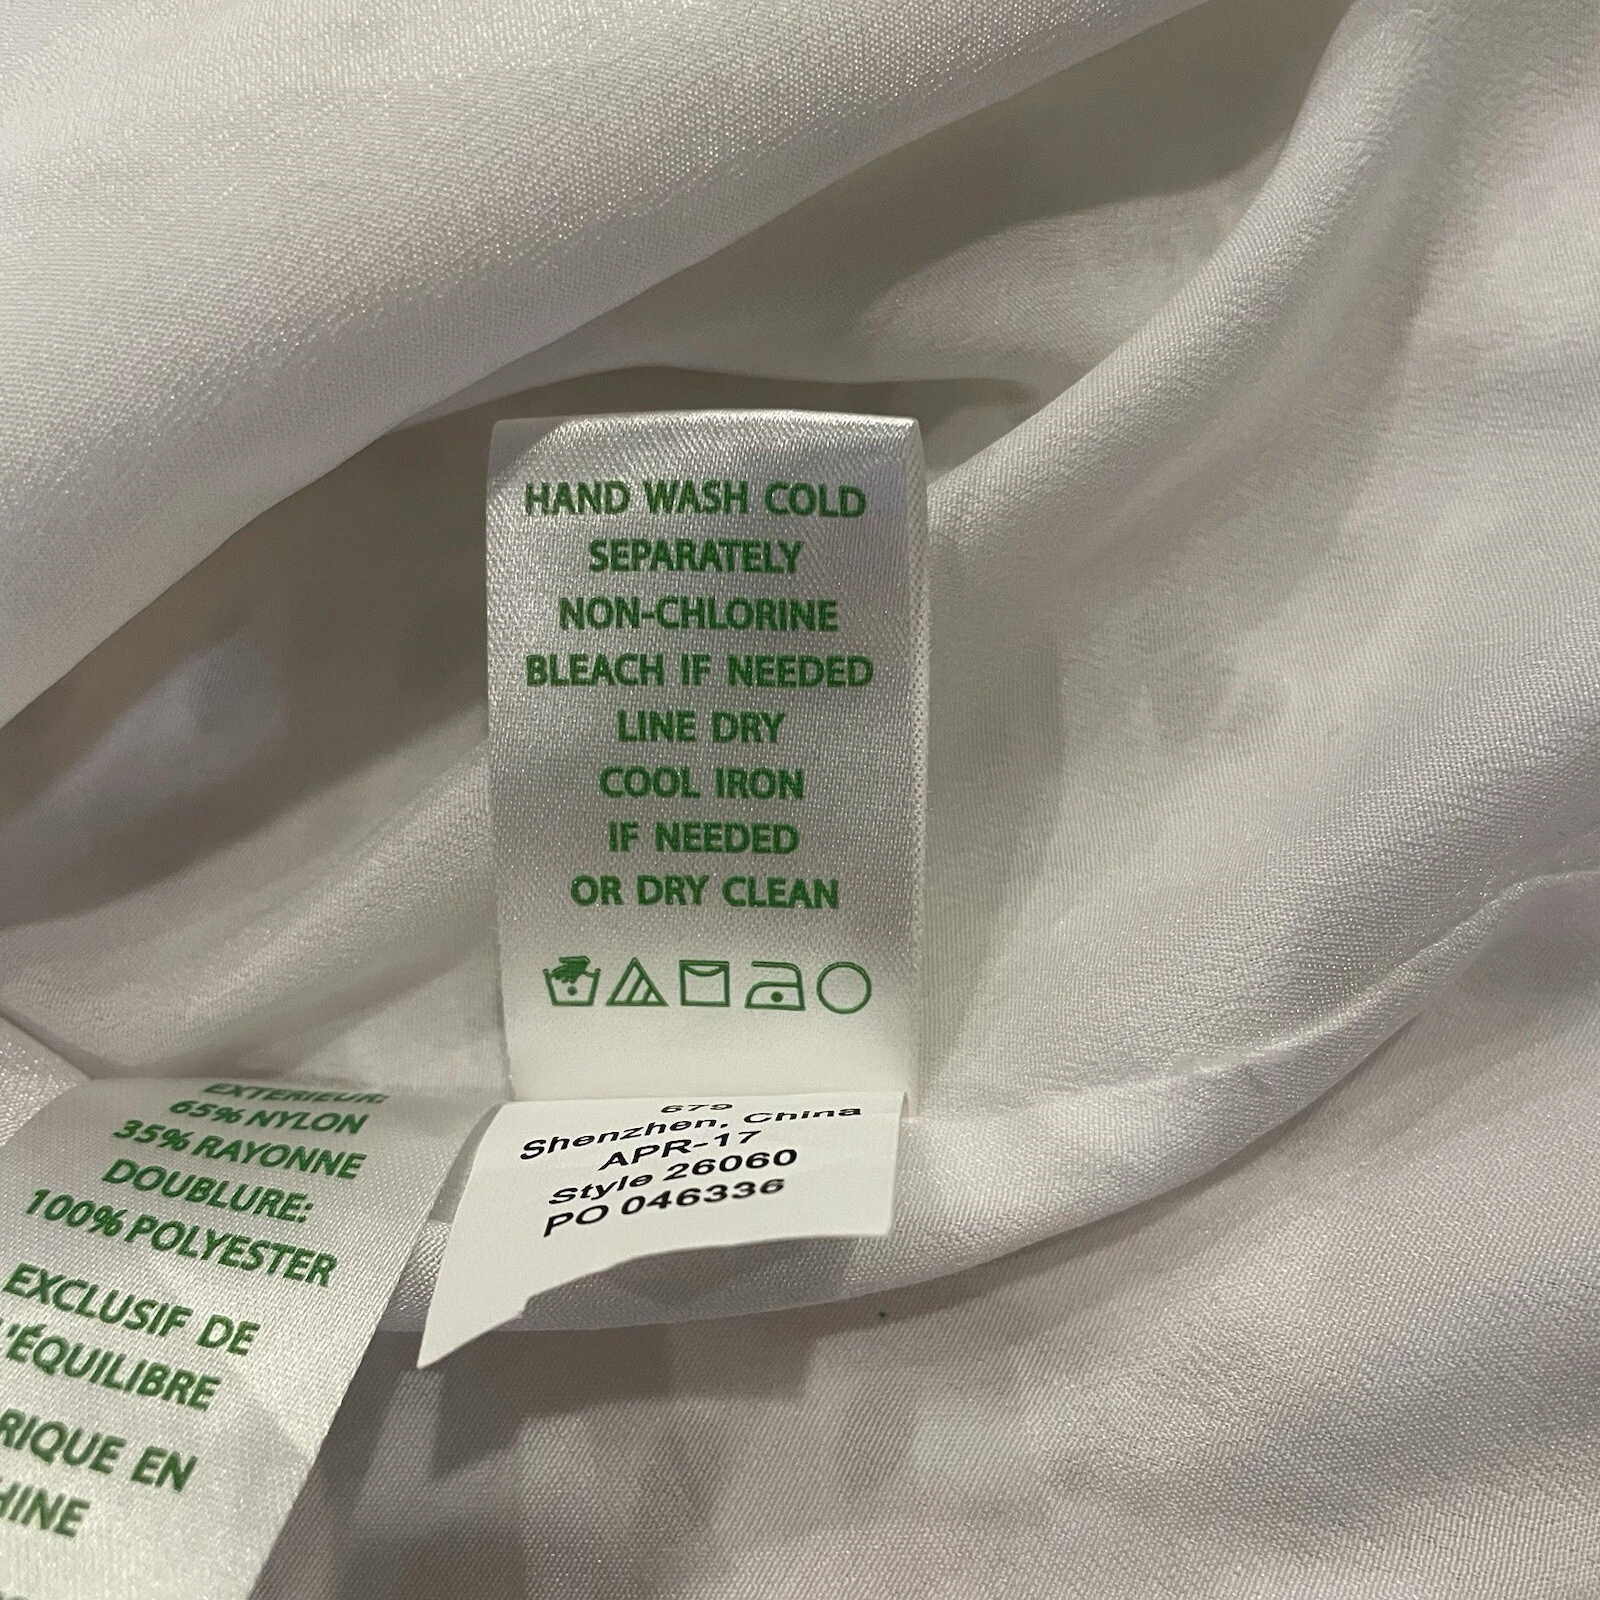 HAND WASH COLD
SEPARATELY
NON-CHLORINE
BLEACH IF NEEDED
LINE DRY
COOL IRON
IF NEEDED
OR DRY CLEAN
679
Shenzhen, China
APR-17
Style 26060
PO 046336
EXTÉRIEUR:
65% NYLON
35% RAYONNE
DOUBLURE:
100% POLYESTER
EXCLUSIF DE
L'ÉQUILIBRE
RIQUE EN
HINE